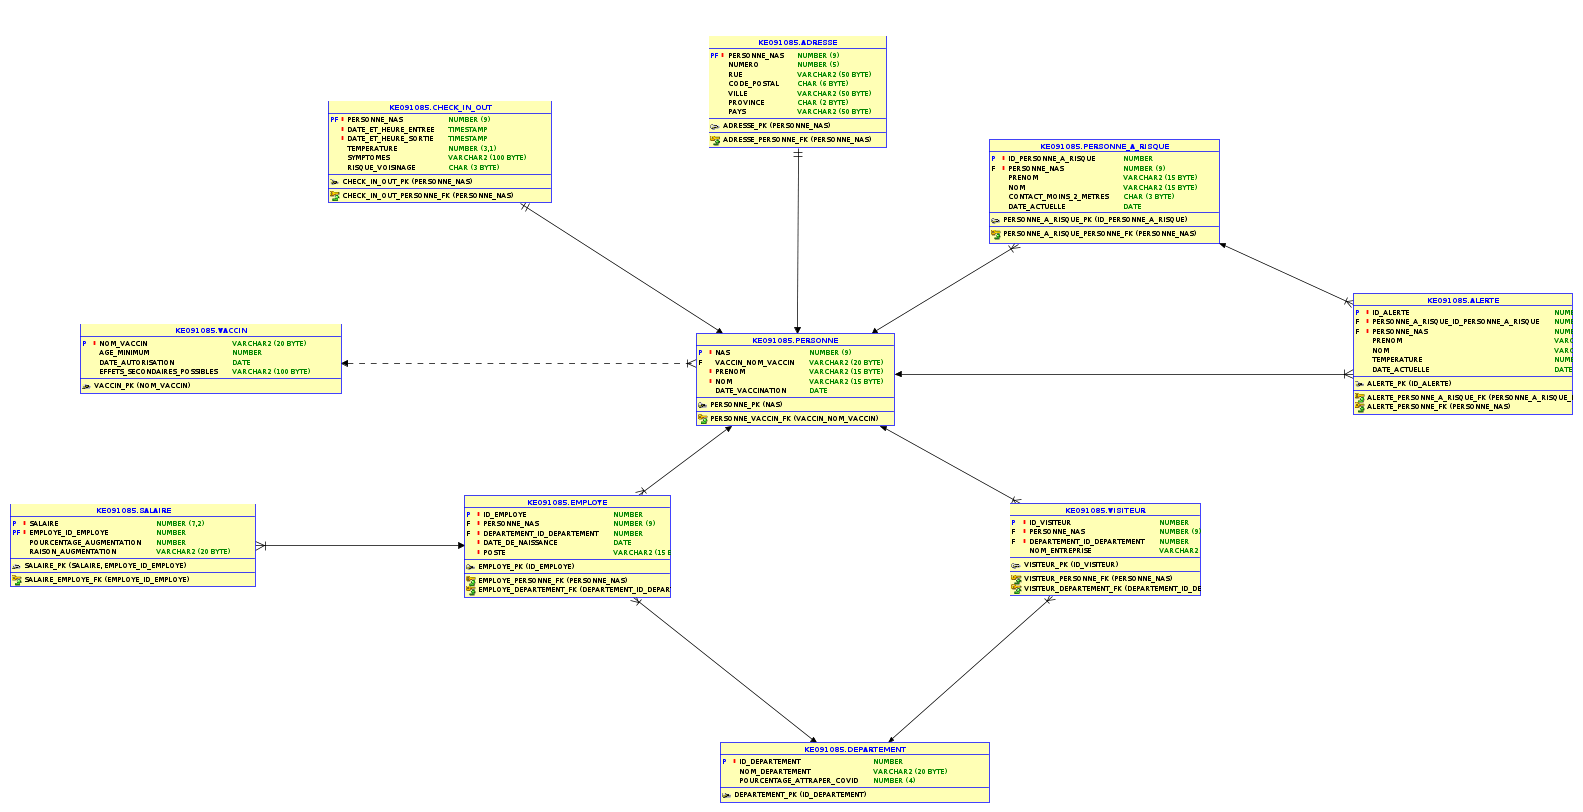 KE091085.ADRESSE
PF * PERSONNE_NAS NUMBER (9)
NUMERO NUMBER (5)
RUE VARCHAR2 (50 BYTE)
CODE_POSTAL CHAR (6 BYTE)
VILLE VARCHAR2 (50 BYTE)
PROVINCE CHAR (2 BYTE)
PAYS VARCHAR2 (50 BYTE)
ADRESSE_PK (PERSONNE_NAS)
ADRESSE_PERSONNE_FK (PERSONNE_NAS)
KE091085.CHECK_IN_OUT
PF * PERSONNE_NAS NUMBER (9)
* DATE_ET_HEURE_ENTREE TIMESTAMP
* DATE_ET_HEURE_SORTIE TIMESTAMP
TEMPERATURE NUMBER (3,1)
SYMPTOMES VARCHAR2 (100 BYTE)
RISQUE_VOISINAGE CHAR (3 BYTE)
CHECK_IN_OUT_PK (PERSONNE_NAS)
CHECK_IN_OUT_PERSONNE_FK (PERSONNE_NAS)
KE091085.PERSONNE_A_RISQUE
P * ID_PERSONNE_A_RISQUE NUMBER
F * PERSONNE_NAS NUMBER (9)
PRENOM VARCHAR2 (15 BYTE)
NOM VARCHAR2 (15 BYTE)
CONTACT_MOINS_2_METRES CHAR (3 BYTE)
DATE_ACTUELLE DATE
PERSONNE_A_RISQUE_PK (ID_PERSONNE_A_RISQUE)
PERSONNE_A_RISQUE_PERSONNE_FK (PERSONNE_NAS)
KE091085.ALERTE
P * ID_ALERTE NUM
F * PERSONNE_A_RISQUE_ID_PERSONNE_A_RISQUE NUM
F * PERSONNE_NAS NUM
PRENOM VARC
NOM VARC
TEMPERATURE NUM
DATE_ACTUELLE DATE
ALERTE_PK (ID_ALERTE)
ALERTE_PERSONNE_A_RISQUE_FK (PERSONNE_A_RISQUE_
ALERTE_PERSONNE_FK (PERSONNE_NAS)
KE091085.VACCIN
P * NOM_VACCIN VARCHAR2 (20 BYTE)
AGE_MINIMUM NUMBER
DATE_AUTORISATION DATE
EFFETS_SECONDAIRES_POSSIBLES VARCHAR2 (100 BYTE)
VACCIN_PK (NOM_VACCIN)
KE091085.PERSONNE
P * NAS NUMBER (9)
F VACCIN_NOM_VACCIN VARCHAR2 (20 BYTE)
* PRENOM VARCHAR2 (15 BYTE)
* NOM VARCHAR2 (15 BYTE)
DATE_VACCINATION DATE
PERSONNE_PK (NAS)
PERSONNE_VACCIN_FK (VACCIN_NOM_VACCIN)
KE091085.SALAIRE
P * SALAIRE NUMBER (7,2)
PF * EMPLOYE_ID_EMPLOYE NUMBER
POURCENTAGE_AUGMENTATION NUMBER
RAISON_AUGMENTATION VARCHAR2 (20 BYTE)
SALAIRE_PK (SALAIRE, EMPLOYE_ID_EMPLOYE)
SALAIRE_EMPLOYE_FK (EMPLOYE_ID_EMPLOYE)
KE091085.EMPLOYE
P * ID_EMPLOYE NUMBER
F * PERSONNE_NAS NUMBER (9)
F * DEPARTEMENT_ID_DEPARTEMENT NUMBER
* DATE_DE_NAISSANCE DATE
* POSTE VARCHAR2 (15 B
EMPLOYE_PK (ID_EMPLOYE)
EMPLOYE_PERSONNE_FK (PERSONNE_NAS)
EMPLOYE_DEPARTEMENT_FK (DEPARTEMENT_ID_DEPAR
KE091085.VISITEUR
P * ID_VISITEUR NUMBER
F * PERSONNE_NAS NUMBER (9)
F * DEPARTEMENT_ID_DEPARTEMENT NUMBER
NOM_ENTREPRISE VARCHAR2
VISITEUR_PK (ID_VISITEUR)
VISITEUR_PERSONNE_FK (PERSONNE_NAS)
VISITEUR_DEPARTEMENT_FK (DEPARTEMENT_ID_DE
KE091085.DEPARTEMENT
P * ID_DEPARTEMENT NUMBER
NOM_DEPARTEMENT VARCHAR2 (20 BYTE)
POURCENTAGE_ATTRAPER_COVID NUMBER (4)
DEPARTEMENT_PK (ID_DEPARTEMENT)